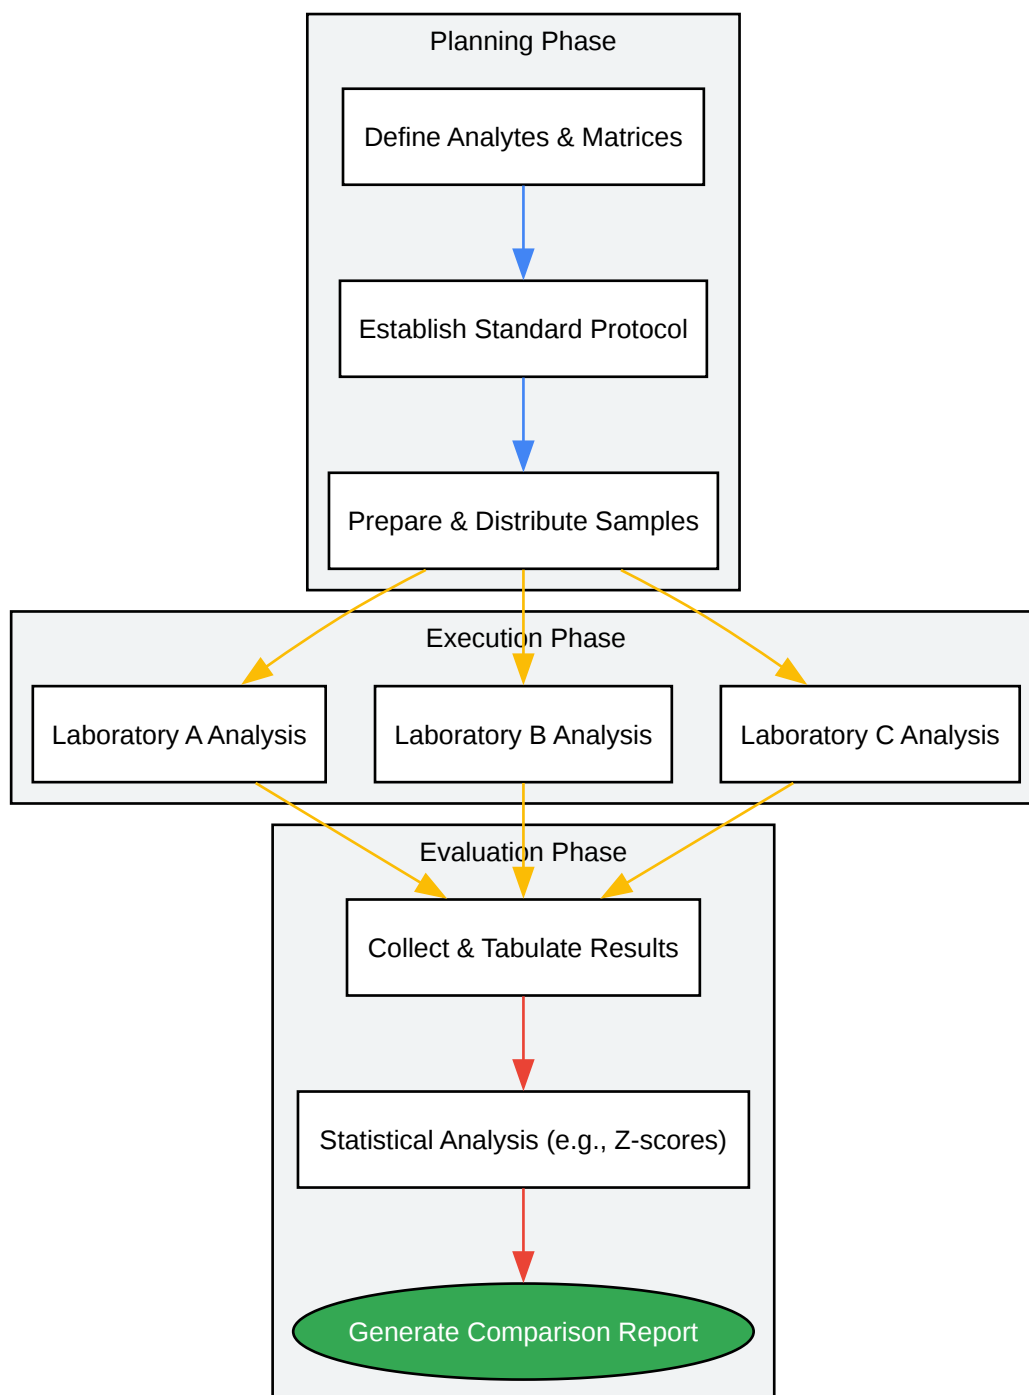 Planning Phase
Define Analytes & Matrices
Establish Standard Protocol
Prepare & Distribute Samples
Execution Phase
Laboratory A Analysis
Laboratory B Analysis
Laboratory C Analysis
Evaluation Phase
Collect & Tabulate Results
Statistical Analysis (e.g., Z-scores)
Generate Comparison Report